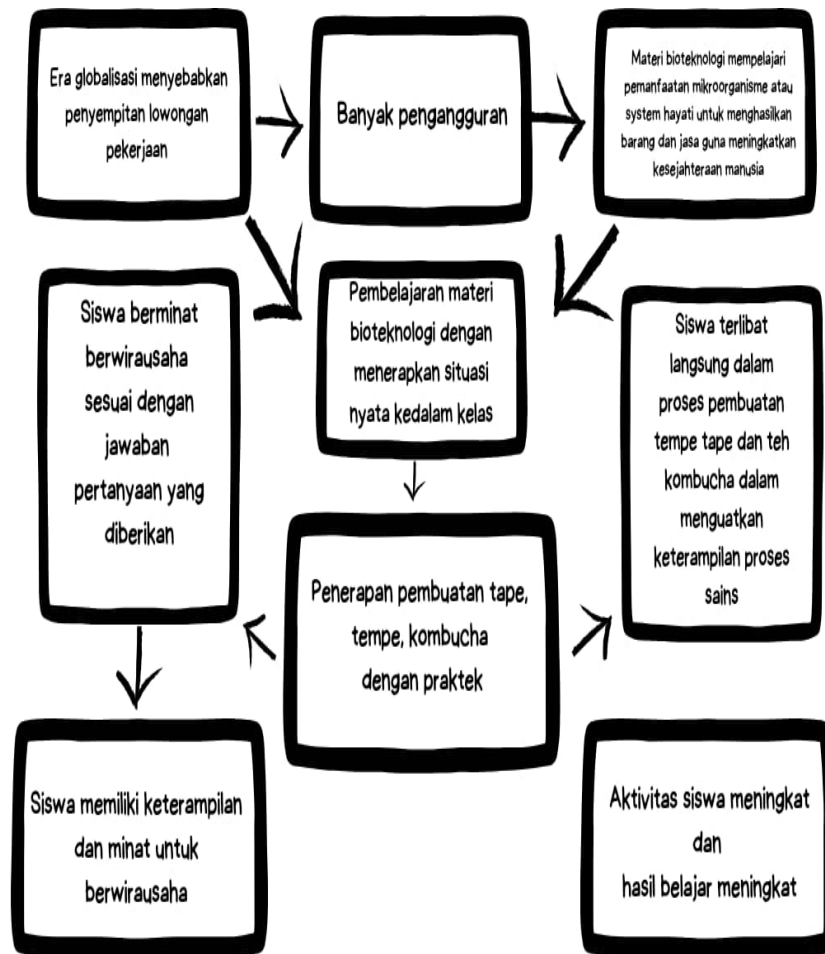 Era globalisasi menyebabkan
penyempitan lowongan
pekerjaan
Banyak pengangguran
Materi bioteknologi mempelajari
pemanfaatan mikroorganisme atau
system hayati untuk menghasilkan
barang dan jasa guna meningkatkan
kesejahteraan manusia
Siswa berminat
berwirausaha
sesuai dengan
jawaban
pertanyaan yang
diberikan
Pembelajaran materi
bioteknologi dengan
menerapkan situasi
nyata kedalam kelas
Siswa terlibat
langsung dalam
proses pembuatan
tempe tape dan teh
kombucha dalam
menguatkan
keterampilan proses
sains
Penerapan pembuatan tape,
tempe, kombucha
dengan praktek
Siswa memiliki keterampilan
dan minat untuk
berwirausaha
Aktivitas siswa meningkat
dan
hasil belajar meningkat